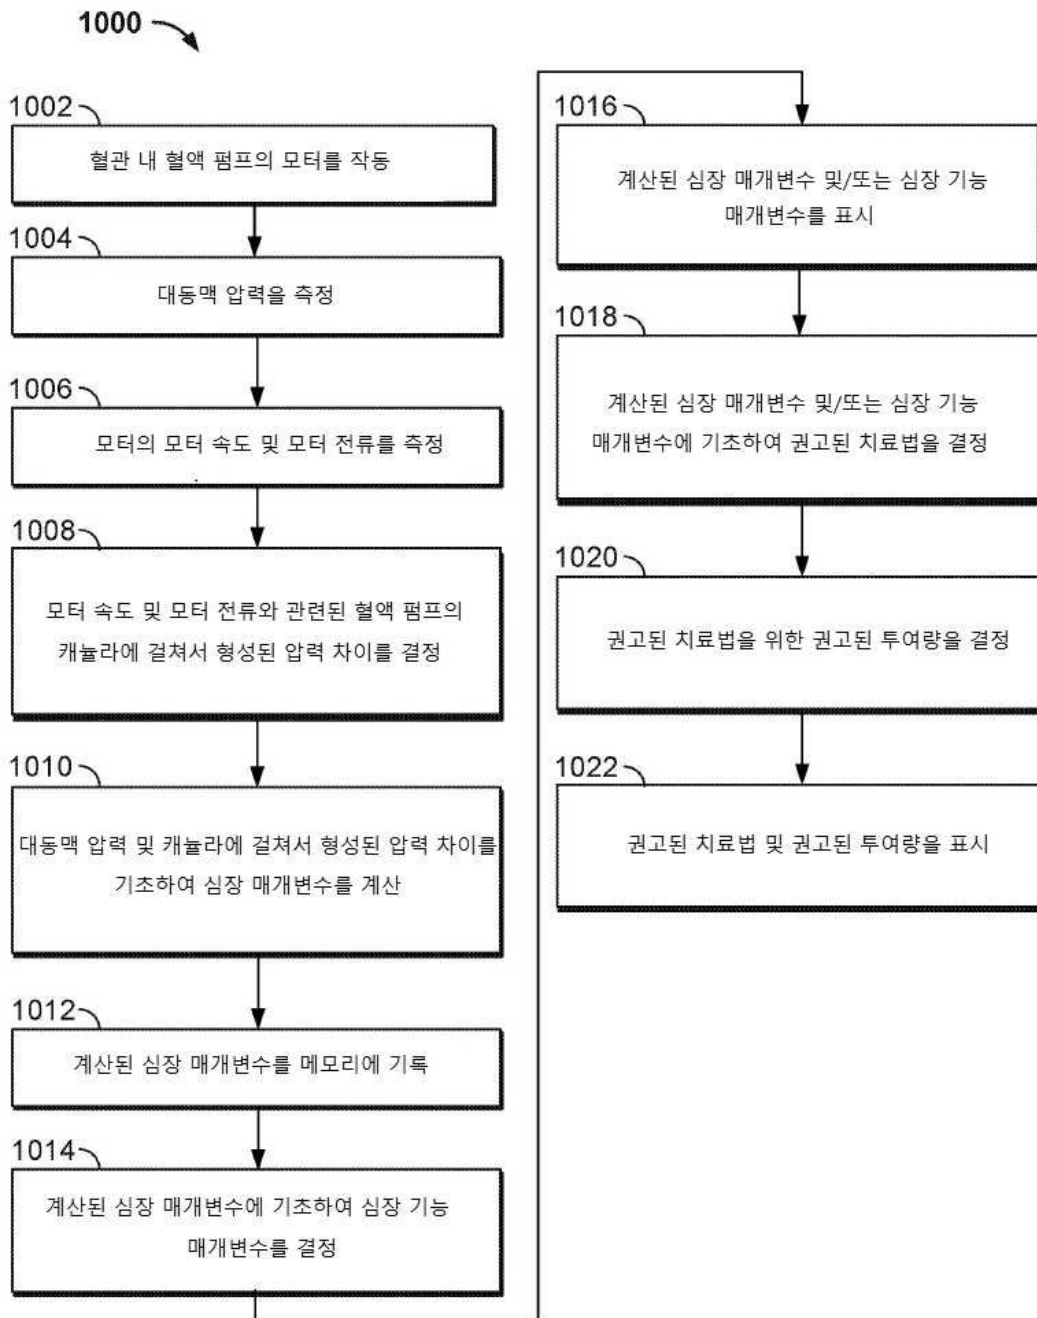 1000
1002
혈관 내 혈액 펌프의 모터를 작동
1004
대동맥 압력을 측정
1006
모터의 모터 속도 및 모터 전류를 측정
1008
모터 속도 및 모터 전류와 관련된 혈액 펌프의
캐뉼라에 걸쳐서 형성된 압력 차이를 결정
1010
대동맥 압력 및 캐뉼라에 걸쳐서 형성된 압력 차이를
기초하여 심장 매개변수를 계산
1012
계산된 심장 매개변수를 메모리에 기록
1014
계산된 심장 매개변수에 기초하여 심장 기능
매개변수를 결정
1016
계산된 심장 매개변수 및/또는 심장 기능
매개변수를 표시
1018
계산된 심장 매개변수 및/또는 심장 기능
매개변수에 기초하여 권고된 치료법을 결정
1020
권고된 치료법을 위한 권고된 투여량을 결정
1022
권고된 치료법 및 권고된 투여량을 표시